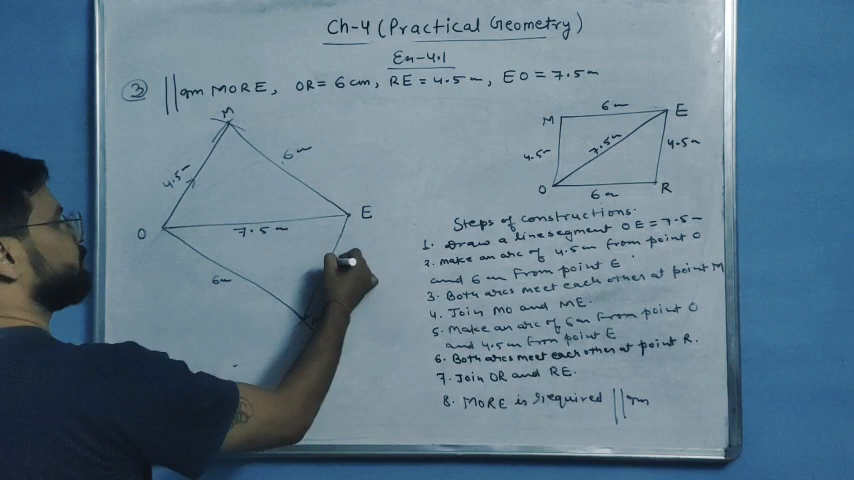 Ch-4 (Practical Geometry)
Ex-4.1
③ ||gm MORE, OR = 6 cm, RE = 4.5 cm, EO = 7.5 cm
M
4.5 cm
6 cm
O
7.5 cm
E
6 cm
M
6 cm
E
4.5 cm
7.5 cm
4.5 cm
O
6 cm
R
Steps of constructions:
1. Draw a line segment OE = 7.5 cm
2. Make an arc of 4.5 cm from point O
and 6 cm from point E
3. Both arcs meet each other at point M
4. Join MO and ME.
5. Make an arc of 6 cm from point O
and 4.5 cm from point E
6. Both arcs meet each other at point R.
7. Join OR and RE.
8. MORE is required ||gm